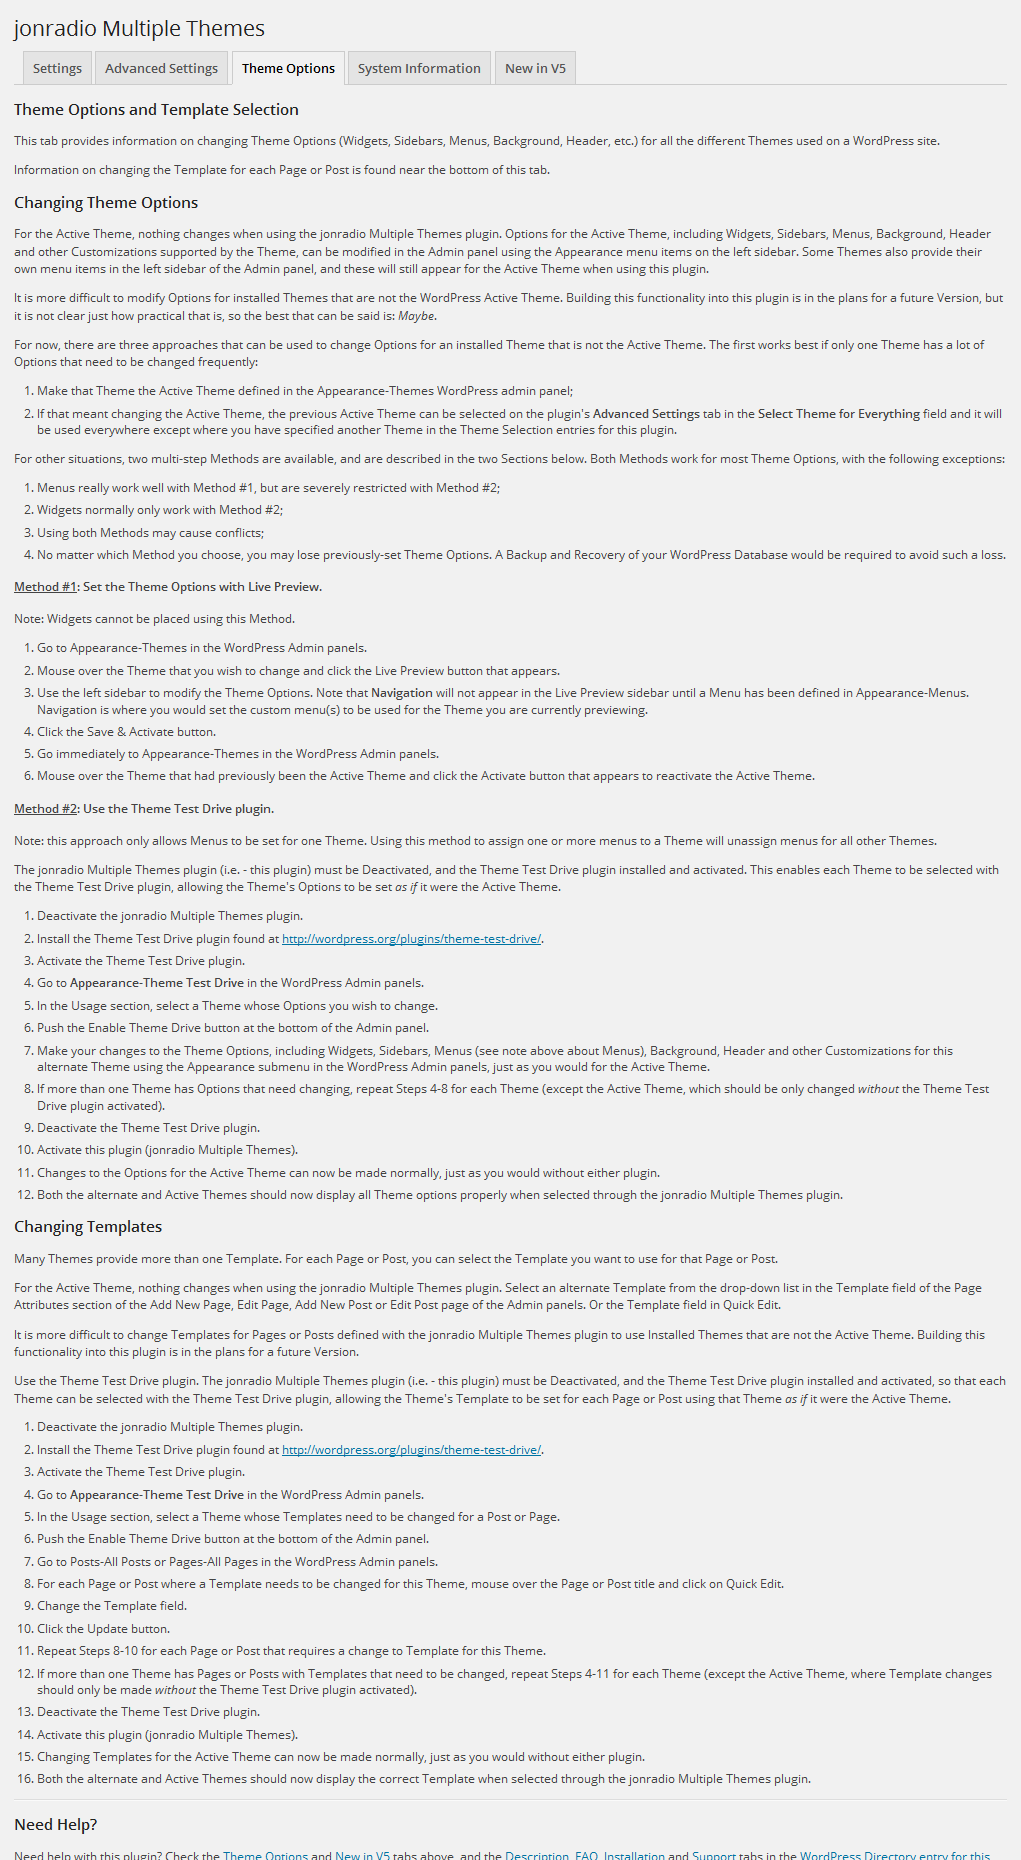 jonradio Multiple Themes
Settings
Advanced Settings
Theme Options
System Information
New in V5
Theme Options and Template Selection
This tab provides information on changing Theme Options (Widgets, Sidebars, Menus, Background, Header, etc.) for all the different Themes used on a WordPress site.
Information on changing the Template for each Page or Post is found near the bottom of this tab.
Changing Theme Options
For the Active Theme, nothing changes when using the jonradio Multiple Themes plugin. Options for the Active Theme, including Widgets, Sidebars, Menus, Background, Header
and other Customizations supported by the Theme, can be modified in the Admin panel using the Appearance menu items on the left sidebar. Some Themes also provide their
own menu items in the left sidebar of the Admin panel, and these will still appear for the Active Theme when using this plugin.
It is more difficult to modify Options for installed Themes that are not the WordPress Active Theme. Building this functionality into this plugin is in the plans for a future Version, but
it is not clear just how practical that is, so the best that can be said is: Maybe.
For now, there are three approaches that can be used to change Options for an installed Theme that is not the Active Theme. The first works best if only one Theme has a lot of
Options that need to be changed frequently:
1. Make that Theme the Active Theme defined in the Appearance-Themes WordPress admin panel;
2. If that meant changing the Active Theme, the previous Active Theme can be selected on the plugin's Advanced Settings tab in the Select Theme for Everything field and it will
be used everywhere except where you have specified another Theme in the Theme Selection entries for this plugin.
For other situations, two multi-step Methods are available, and are described in the two Sections below. Both Methods work for most Theme Options, with the following exceptions:
1. Menus really work well with Method #1, but are severely restricted with Method #2;
2. Widgets normally only work with Method #2;
3. Using both Methods may cause conflicts;
4. No matter which Method you choose, you may lose previously-set Theme Options. A Backup and Recovery of your WordPress Database would be required to avoid such a loss.
Method #1: Set the Theme Options with Live Preview.
Note: Widgets cannot be placed using this Method.
1. Go to Appearance-Themes in the WordPress Admin panels.
2. Mouse over the Theme that you wish to change and click the Live Preview button that appears.
3. Use the left sidebar to modify the Theme Options. Note that Navigation will not appear in the Live Preview sidebar until a Menu has been defined in Appearance-Menus.
Navigation is where you would set the custom menu(s) to be used for the Theme you are currently previewing.
4. Click the Save & Activate button.
5. Go immediately to Appearance-Themes in the WordPress Admin panels.
6. Mouse over the Theme that had previously been the Active Theme and click the Activate button that appears to reactivate the Active Theme.
Method #2: Use the Theme Test Drive plugin.
Note: this approach only allows Menus to be set for one Theme. Using this method to assign one or more menus to a Theme will unassign menus for all other Themes.
The jonradio Multiple Themes plugin (i.e. - this plugin) must be Deactivated, and the Theme Test Drive plugin installed and activated. This enables each Theme to be selected with
the Theme Test Drive plugin, allowing the Theme's Options to be set as if it were the Active Theme.
1. Deactivate the jonradio Multiple Themes plugin.
2. Install the Theme Test Drive plugin found at http://wordpress.org/plugins/theme-test-drive/.
3. Activate the Theme Test Drive plugin.
4. Go to Appearance-Theme Test Drive in the WordPress Admin panels.
5. In the Usage section, select a Theme whose Options you wish to change.
6. Push the Enable Theme Drive button at the bottom of the Admin panel.
7. Make your changes to the Theme Options, including Widgets, Sidebars, Menus (see note above about Menus), Background, Header and other Customizations for this
alternate Theme using the Appearance submenu in the WordPress Admin panels, just as you would for the Active Theme.
8. If more than one Theme has Options that need changing, repeat Steps 4-8 for each Theme (except the Active Theme, which should be only changed without the Theme Test
Drive plugin activated).
9. Deactivate the Theme Test Drive plugin.
10. Activate this plugin (jonradio Multiple Themes).
11. Changes to the Options for the Active Theme can now be made normally, just as you would without either plugin.
12. Both the alternate and Active Themes should now display all Theme options properly when selected through the jonradio Multiple Themes plugin.
Changing Templates
Many Themes provide more than one Template. For each Page or Post, you can select the Template you want to use for that Page or Post.
For the Active Theme, nothing changes when using the jonradio Multiple Themes plugin. Select an alternate Template from the drop-down list in the Template field of the Page
Attributes section of the Add New Page, Edit Page, Add New Post or Edit Post page of the Admin panels. Or the Template field in Quick Edit.
It is more difficult to change Templates for Pages or Posts defined with the jonradio Multiple Themes plugin to use Installed Themes that are not the Active Theme. Building this
functionality into this plugin is in the plans for a future Version.
Use the Theme Test Drive plugin. The jonradio Multiple Themes plugin (i.e. - this plugin) must be Deactivated, and the Theme Test Drive plugin installed and activated, so that each
Theme can be selected with the Theme Test Drive plugin, allowing the Theme's Template to be set for each Page or Post using that Theme as if it were the Active Theme.
1. Deactivate the jonradio Multiple Themes plugin.
2. Install the Theme Test Drive plugin found at http://wordpress.org/plugins/theme-test-drive/.
3. Activate the Theme Test Drive plugin.
4. Go to Appearance-Theme Test Drive in the WordPress Admin panels.
5. In the Usage section, select a Theme whose Templates need to be changed for a Post or Page.
6. Push the Enable Theme Drive button at the bottom of the Admin panel.
7. Go to Posts-All Posts or Pages-All Pages in the WordPress Admin panels.
8. For each Page or Post where a Template needs to be changed for this Theme, mouse over the Page or Post title and click on Quick Edit.
9. Change the Template field.
10. Click the Update button.
11. Repeat Steps 8-10 for each Page or Post that requires a change to Template for this Theme.
12. If more than one Theme has Pages or Posts with Templates that need to be changed, repeat Steps 4-11 for each Theme (except the Active Theme, where Template changes
should only be made without the Theme Test Drive plugin activated).
13. Deactivate the Theme Test Drive plugin.
14. Activate this plugin (jonradio Multiple Themes).
15. Changing Templates for the Active Theme can now be made normally, just as you would without either plugin.
16. Both the alternate and Active Themes should now display the correct Template when selected through the jonradio Multiple Themes plugin.
Need Help?
Need help with this plugin? Check the Theme Options and New in V5 tabs above, and the Description, FAQ, Installation and Support tabs in the WordPress Directory entry for this